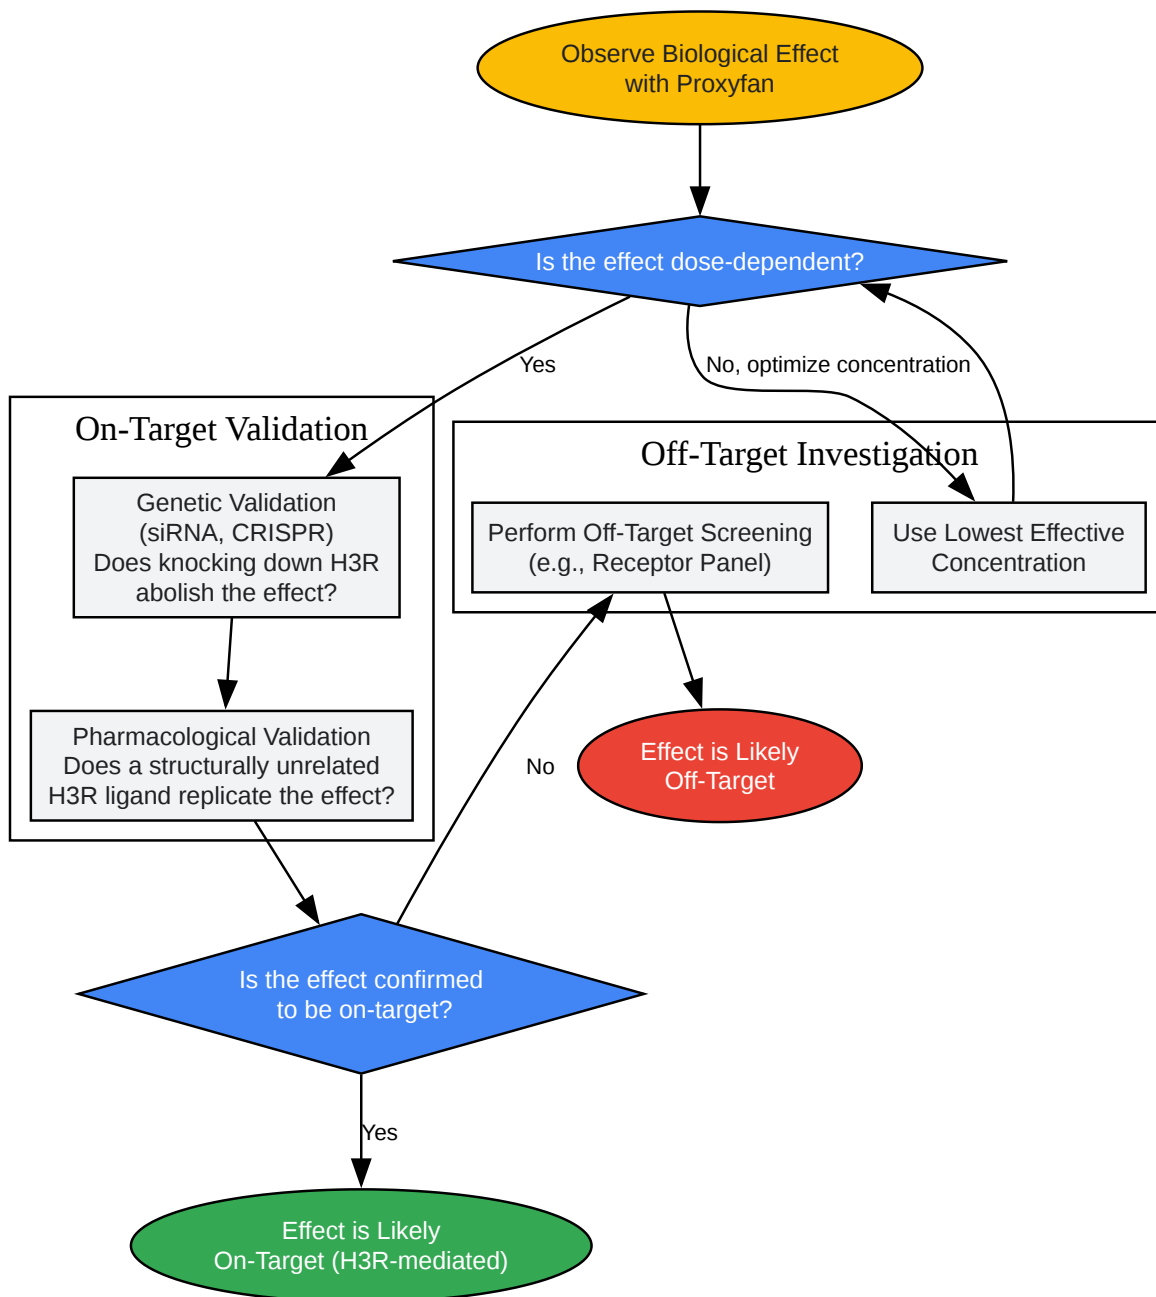 Observe Biological Effect
with Proxyfan
Is the effect dose-dependent?
Yes
No, optimize concentration
On-Target Validation
Genetic Validation
(siRNA, CRISPR)
Does knocking down H3R
abolish the effect?
Pharmacological Validation
Does a structurally unrelated
H3R ligand replicate the effect?
Off-Target Investigation
Perform Off-Target Screening
(e.g., Receptor Panel)
Use Lowest Effective
Concentration
No
Effect is Likely
Off-Target
Is the effect confirmed
to be on-target?
Yes
Effect is Likely
On-Target (H3R-mediated)